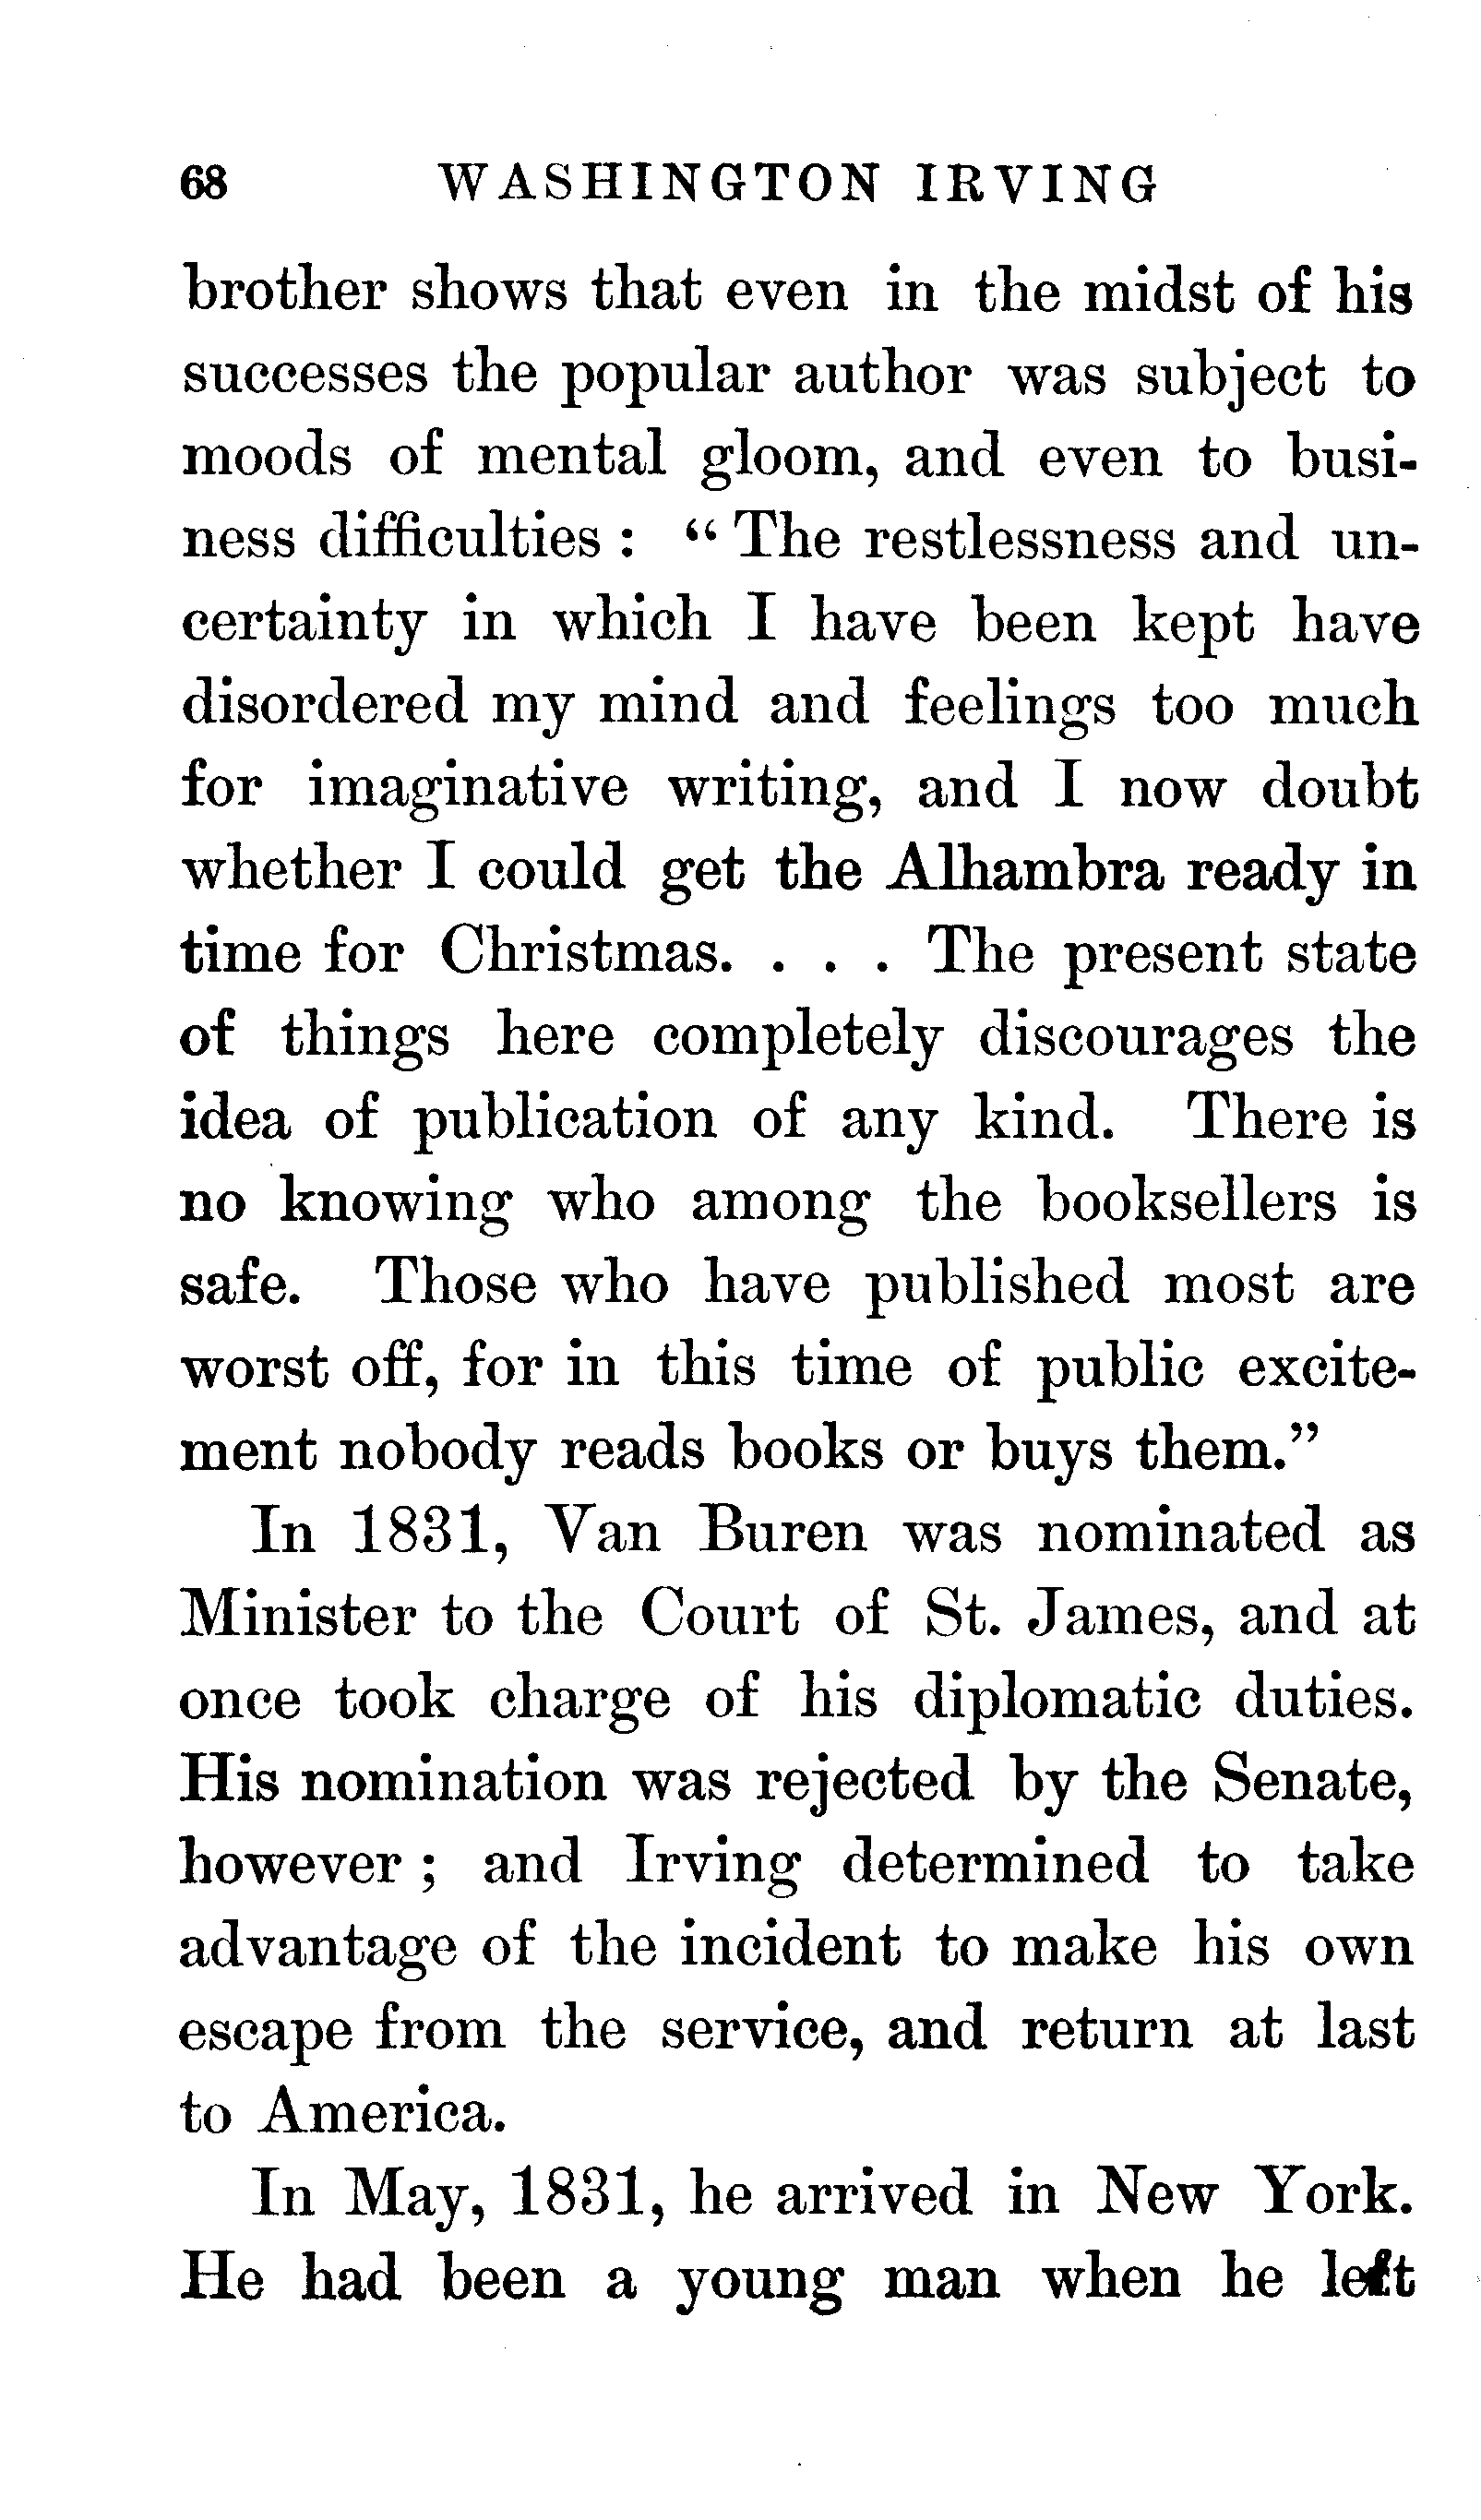 68 WASHINGTON IRVING
brother shows that even in the midst of his
successes the popular author was subject to
moods of mental gloom, and even to busi-
ness difficulties : “ The restlessness and un-
certainty in which I have been kept have
disordered my mind and feelings too much
for imaginative writing, and I now doubt
whether I could get the Alhambra ready in
time for Christmas. . . . The present state
of things here completely discourages the
idea of publication of any kind. There is
no knowing who among the booksellers is
safe. Those who have published most are
worst off, for in this time of public excite-
ment nobody reads books or buys them.”
In 1831, Van Buren was nominated as
Minister to the Court of St. James, and at
once took charge of his diplomatic duties.
His nomination was rejected by the Senate,
however ; and Irving determined to take
advantage of the incident to make his own
escape from the service, and return at last
to America.
In May, 1831, he arrived in New York.
He had been a young man when he left